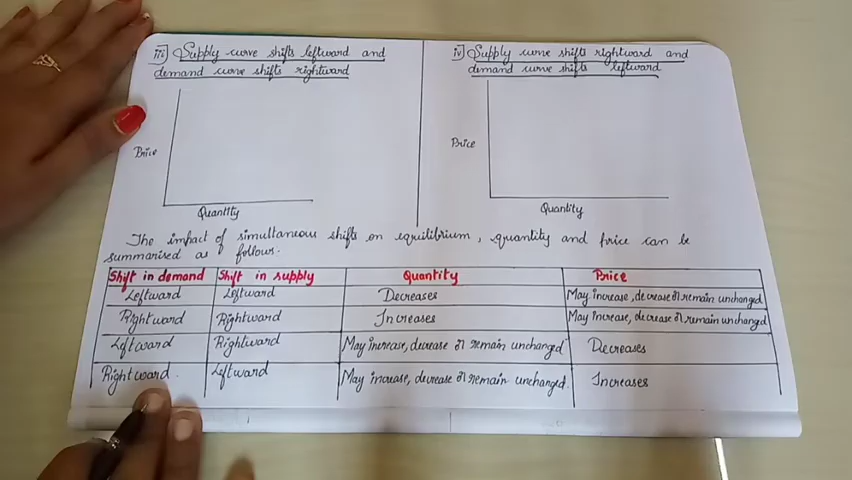 iii) Supply curve shifts leftward and
demand curve shifts rightward
Price
Quantity
iv) Supply curve shifts rightward and
demand curve shifts leftward
Price
Quantity
The impact of simultaneous shifts on equilibrium, quantity and price can be
summarised as follows.
Shift in demand Shift in supply Quantity Price
Leftward Leftward Decreases May increase, decrease or remain unchanged
Rightward Rightward Increases May increase, decrease or remain unchanged
Leftward Rightward May increase, decrease or remain unchanged Decreases
Rightward Leftward May increase, decrease or remain unchanged Increases